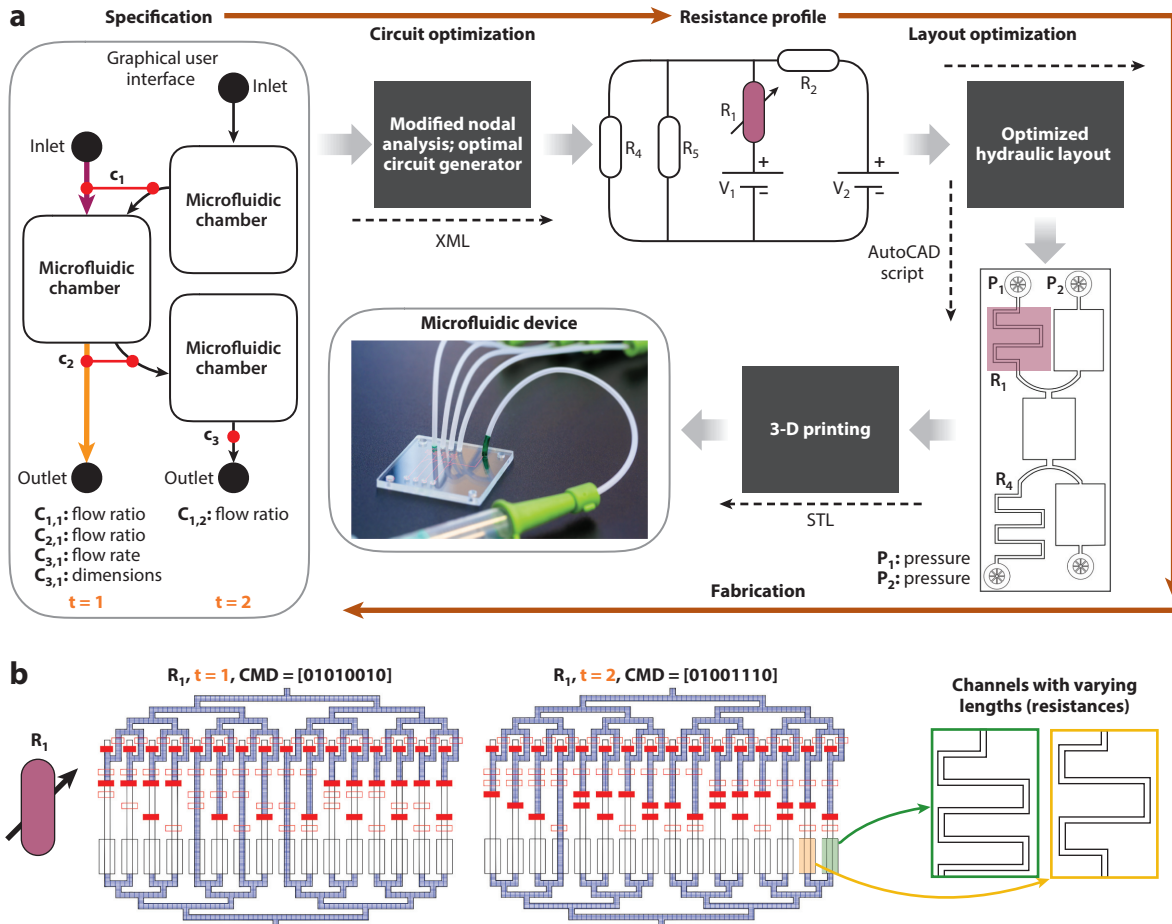 a
Specification
Resistance profile
Circuit optimization
Layout optimization
Graphical user
interface
Inlet
Inlet
c1
Microfluidic
chamber
Microfluidic
chamber
Microfluidic
chamber
c2
c3
Outlet
Outlet
C1,1: flow ratio
C2,1: flow ratio
C3,1: flow rate
C3,1: dimensions
C1,2: flow ratio
t = 1
t = 2
Modified nodal
analysis; optimal
circuit generator
XML
R4
R5
R1
R2
V1
V2
+
–
+
–
Optimized
hydraulic layout
AutoCAD
script
P1
P2
R1
R4
P1: pressure
P2: pressure
3-D printing
STL
Microfluidic device
Fabrication
b
R1
R1, t = 1, CMD = [01010010]
R1, t = 2, CMD = [01001110]
Channels with varying
lengths (resistances)